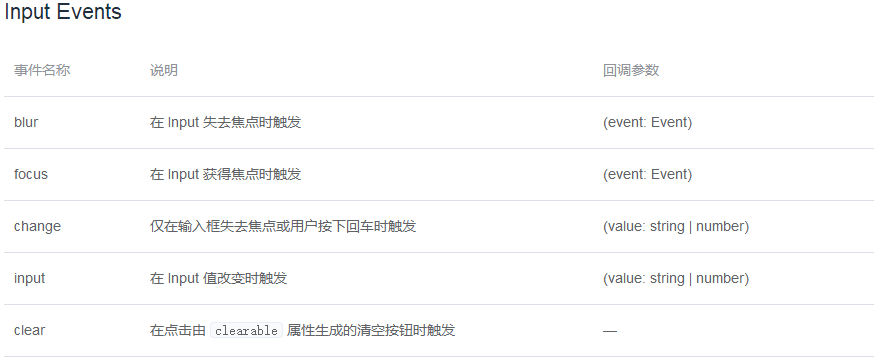 Input Events
事件名称 说明 回调参数
blur 在 Input 失去焦点时触发 (event: Event)
focus 在 Input 获得焦点时触发 (event: Event)
change 仅在输入框失去焦点或用户按下回车时触发 (value: string | number)
input 在 Input 值改变时触发 (value: string | number)
clear 在点击由 clearable 属性生成的清空按钮时触发 —